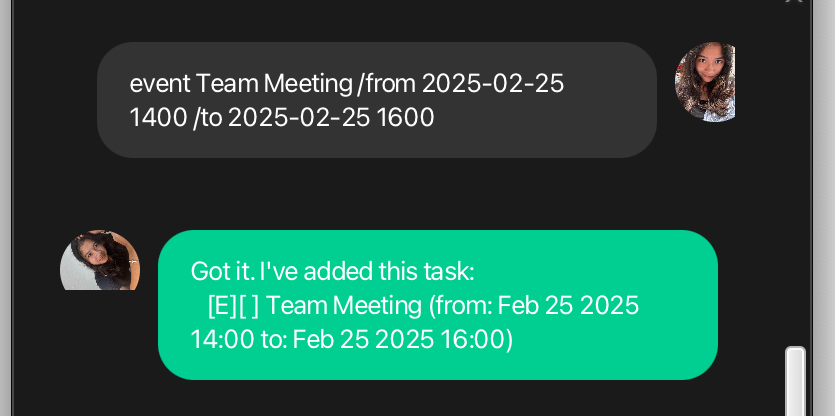 event Team Meeting /from 2025-02-25
1400 /to 2025-02-25 1600
Got it. I've added this task:
[E][ ] Team Meeting (from: Feb 25 2025
14:00 to: Feb 25 2025 16:00)